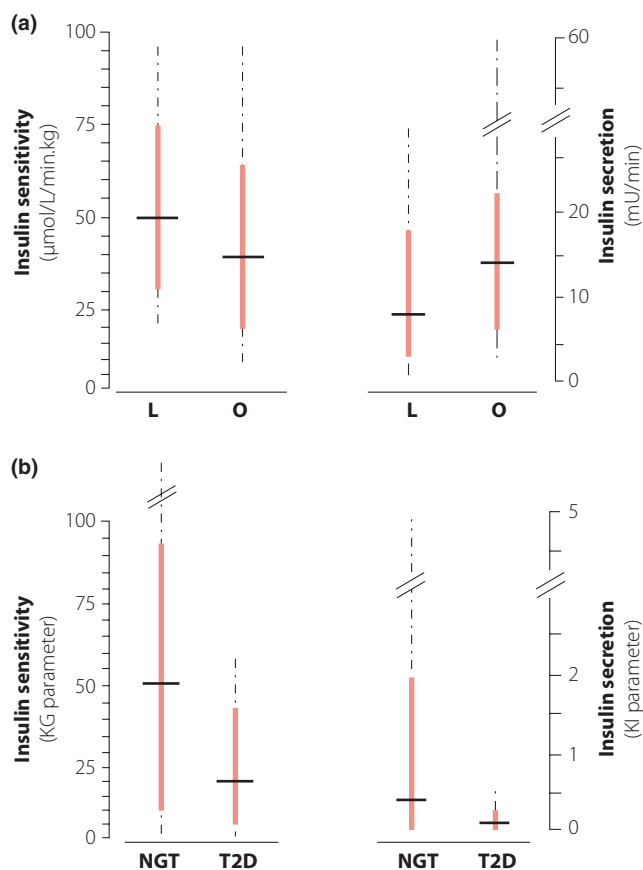 (a)
100
75
50
25
0
Insulin sensitivity
(µmol/L/min.kg)
L
O
60
20
10
0
Insulin secretion
(mU/min)
L
O
(b)
100
75
50
25
0
Insulin sensitivity
(KG parameter)
NGT
T2D
5
2
1
0
Insulin secretion
(KI parameter)
NGT
T2D